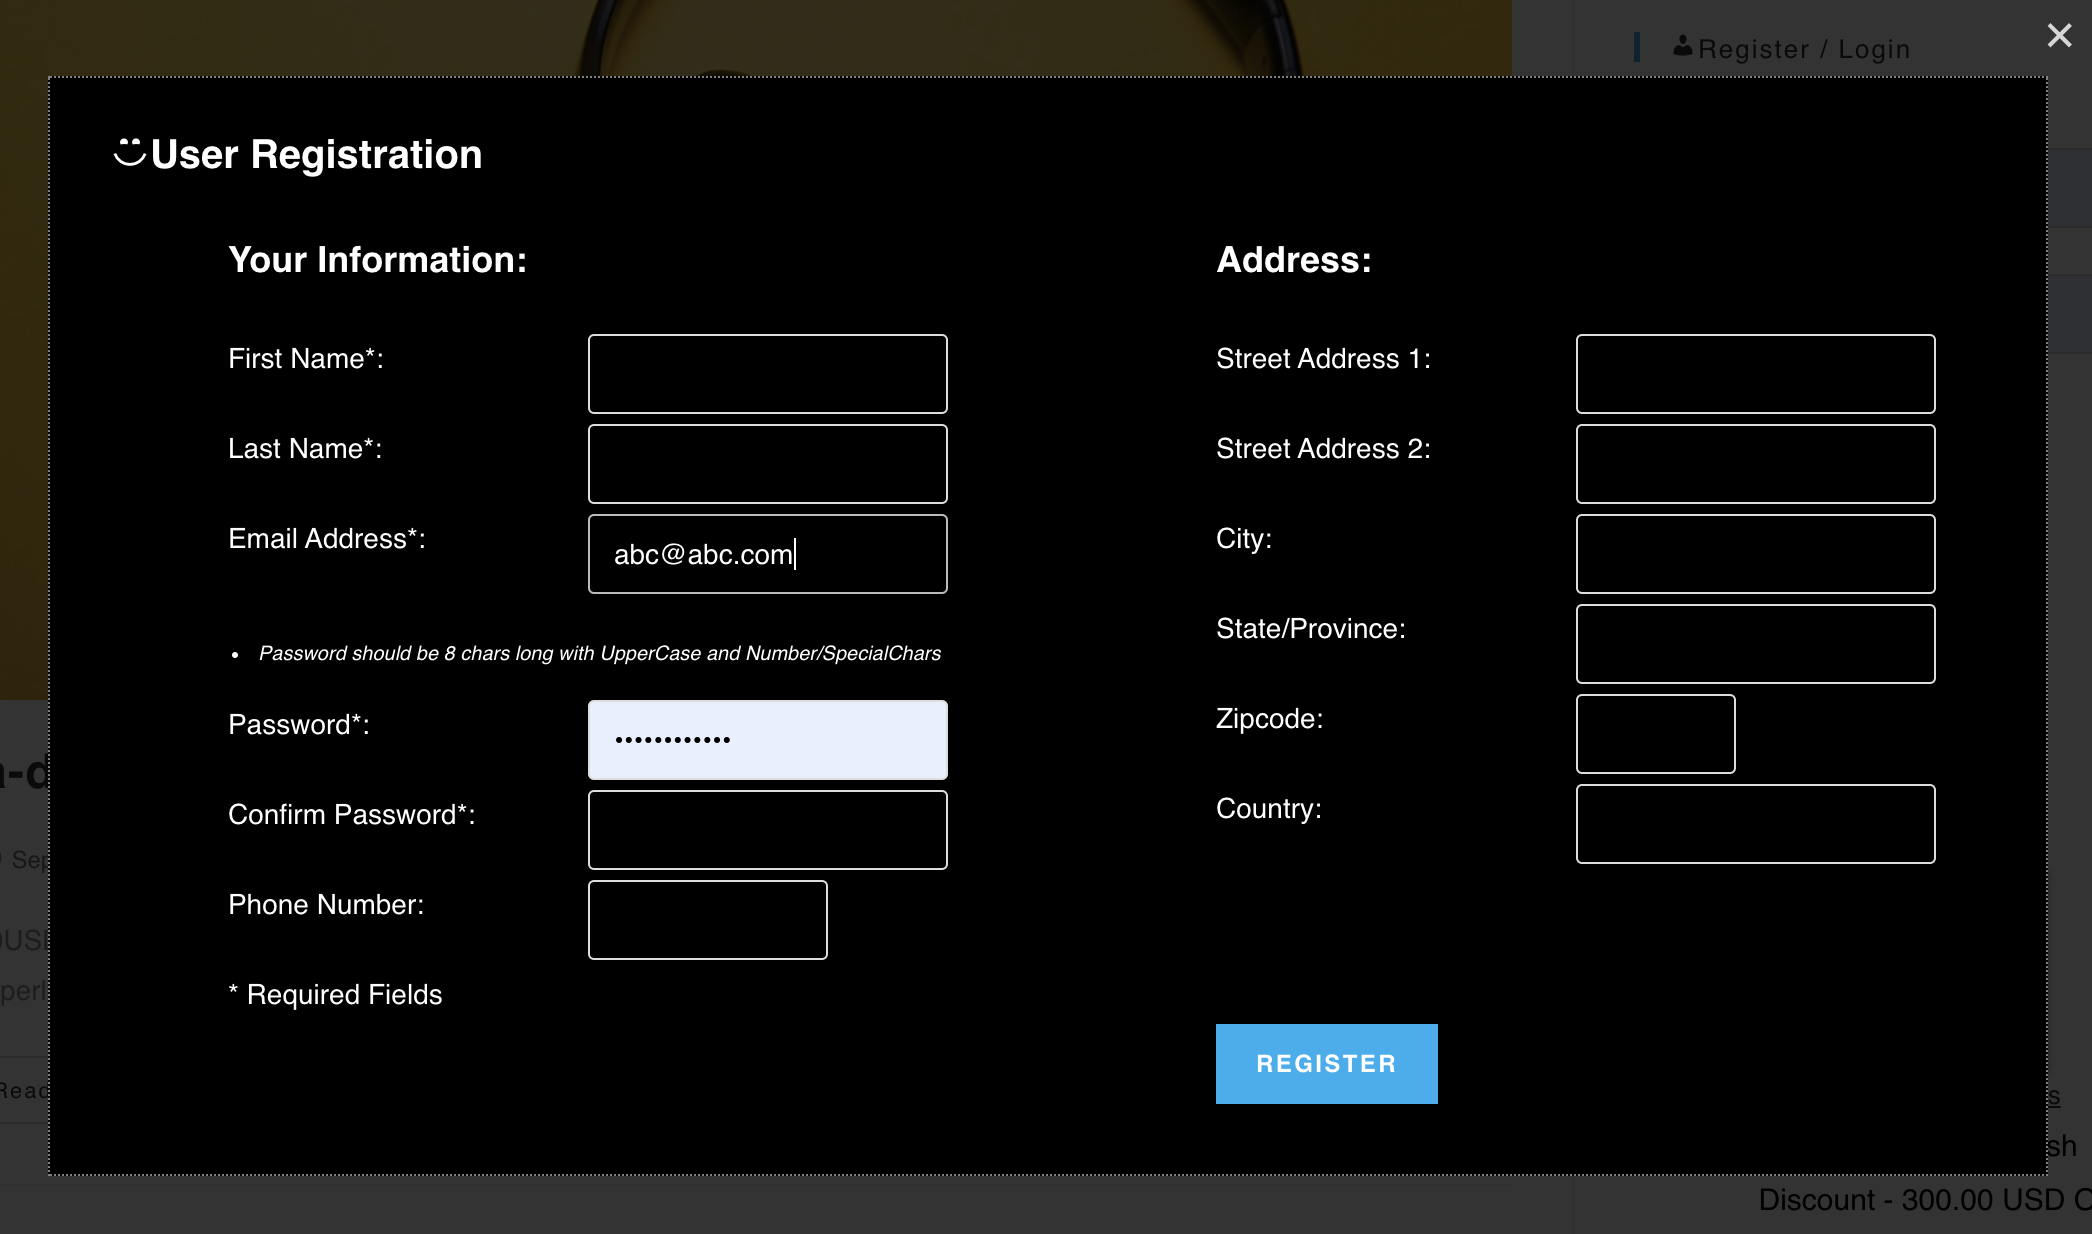 Register / Login
User Registration
Your Information:
First Name*:
Last Name*:
Email Address*:
abc@abc.com
Password should be 8 chars long with UpperCase and Number/SpecialChars
Password*:
••••••••••••
Confirm Password*:
Phone Number:
* Required Fields
Address:
Street Address 1:
Street Address 2:
City:
State/Province:
Zipcode:
Country:
REGISTER
Sep
Read
Discount - 300.00 USD